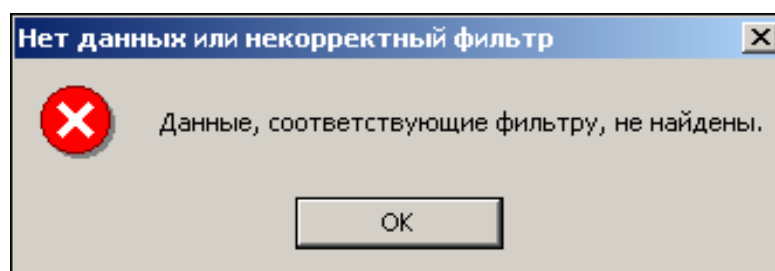 Нет данных или некорректный фильтр
Данные, соответствующие фильтру, не найдены.
OK